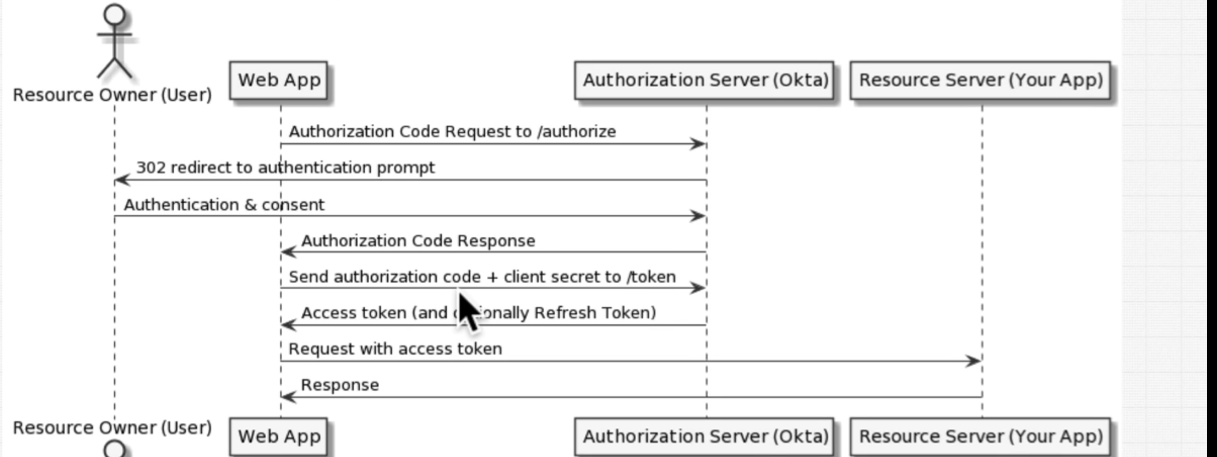 Resource Owner (User)
Web App
Authorization Server (Okta)
Resource Server (Your App)
Authorization Code Request to /authorize
302 redirect to authentication prompt
Authentication & consent
Authorization Code Response
Send authorization code + client secret to /token
Access token (and optionally Refresh Token)
Request with access token
Response
Resource Owner (User)
Web App
Authorization Server (Okta)
Resource Server (Your App)